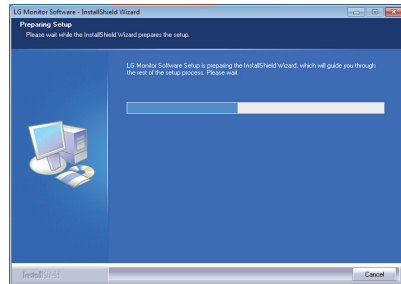 LG Monitor Software - InstallShield Wizard
Preparing Setup
Please wait while the InstallShield Wizard prepares the setup.
LG Monitor Software Setup is preparing the InstallShield Wizard, which will guide you through
the rest of the setup process. Please wait.
InstallShield
Cancel